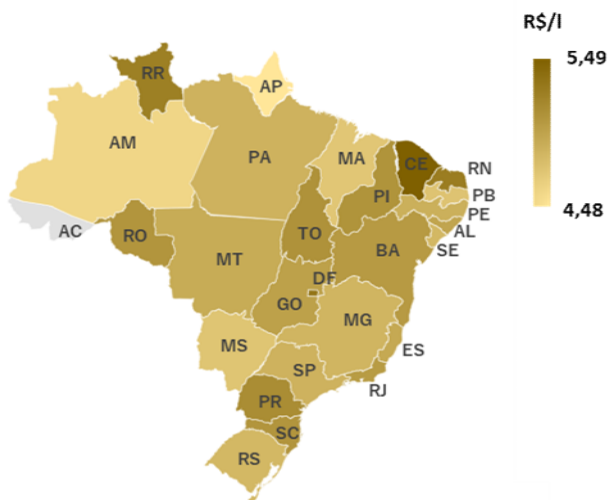 R$/l
5,49
4,48
RR
AP
AM
PA
MA
CE
RN
PI
PB
PE
AL
SE
AC
RO
TO
BA
MT
DF
GO
MG
MS
ES
SP
RJ
PR
SC
RS